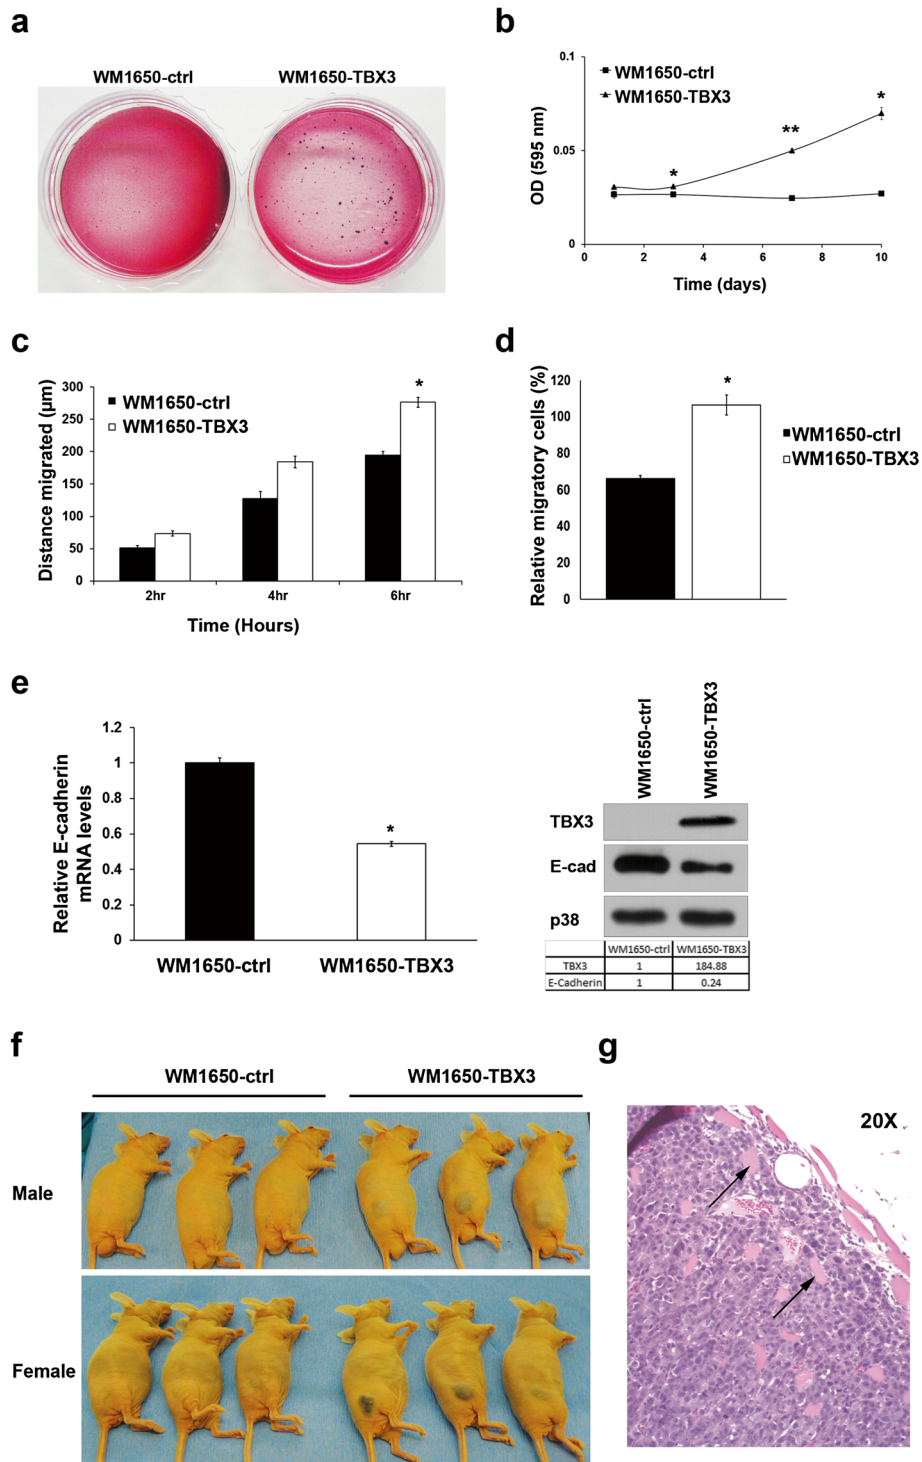 a
WM1650-ctrl WM1650-TBX3
b
0.1
WM1650-ctrl
WM1650-TBX3
*
**
*
0.05
0
OD (595 nm)
0 2 4 6 8 10
Time (days)
c
300
250
200
150
100
50
0
WM1650-ctrl
WM1650-TBX3
*
Distance migrated (µm)
2hr 4hr 6hr
Time (Hours)
d
120
100
80
60
40
20
0
*
Relative migratory cells (%)
WM1650-ctrl
WM1650-TBX3
e
1.2
1
0.8
0.6
0.4
0.2
0
*
Relative E-cadherin
mRNA levels
WM1650-ctrl WM1650-TBX3
WM1650-ctrl
WM1650-TBX3
TBX3
E-cad
p38
WM1650-ctrl WM1650-TBX3
TBX3 1 184.88
E-Cadherin 1 0.24
f
WM1650-ctrl WM1650-TBX3
Male
Female
g
20X